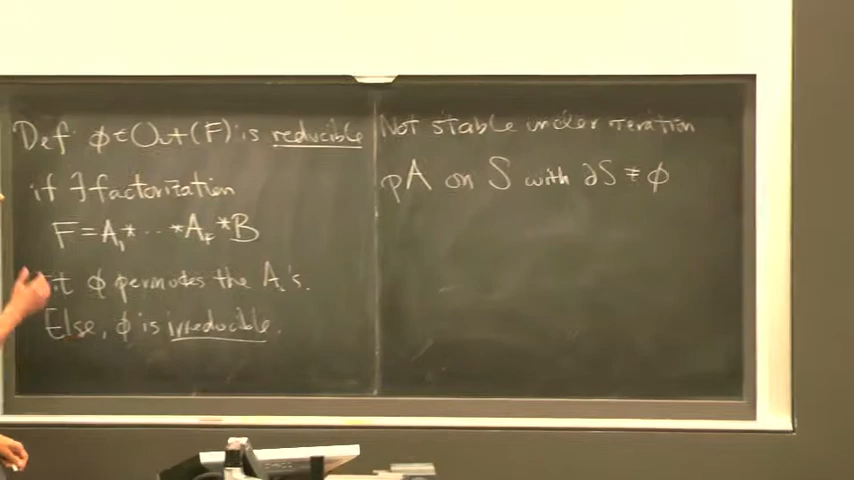 Def. ϕ ∈ Out(F) is reducible
if ∃ factorization
F = A₁ * ⋯ * Aₖ * B
s.t. ϕ permutes the Aᵢ's.
Else, ϕ is irreducible.
Not stable under iteration
pA on S with ∂S ≠ ϕ